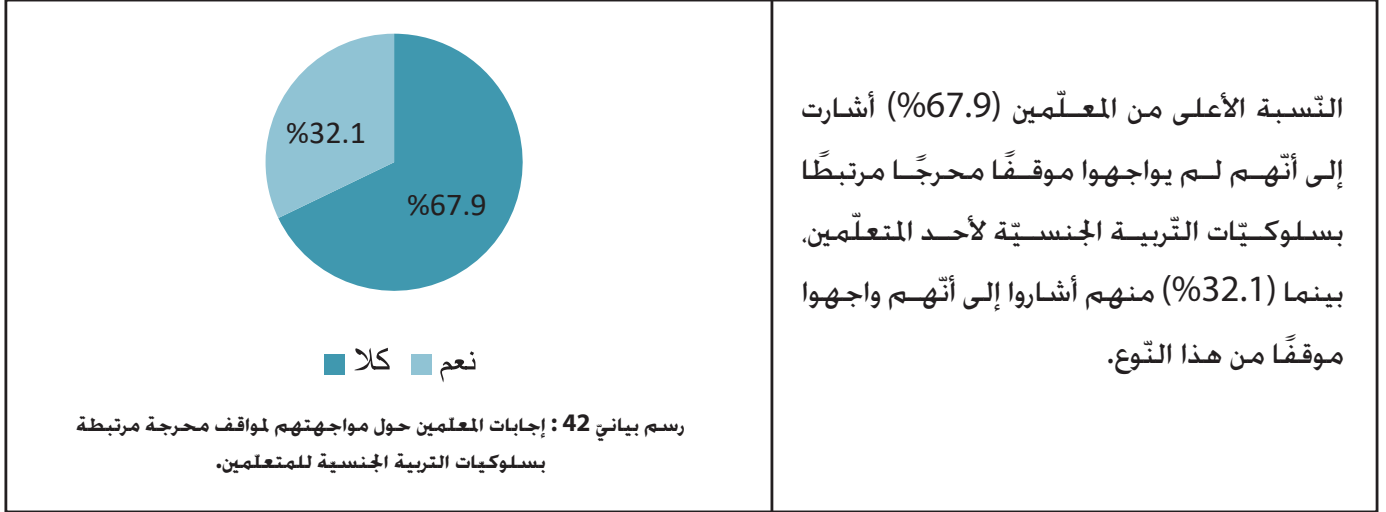 النّسبة الأعلى من المعلّمين (67.9%) أشارت
إلى أنّهم لم يواجهوا موقفًا محرجًا مرتبطًا
بسلوكيّات التّربية الجنسيّة لأحد المتعلّمين،
بينما (32.1%) منهم أشاروا إلى أنّهم واجهوا
موقفًا من هذا النّوع.
%32.1
%67.9
نعم كلا
رسم بيانيّ 42 : إجابات المعلّمين حول مواجهتهم لمواقف محرجة مرتبطة
بسلوكيات التربية الجنسيّة للمتعلّمين.